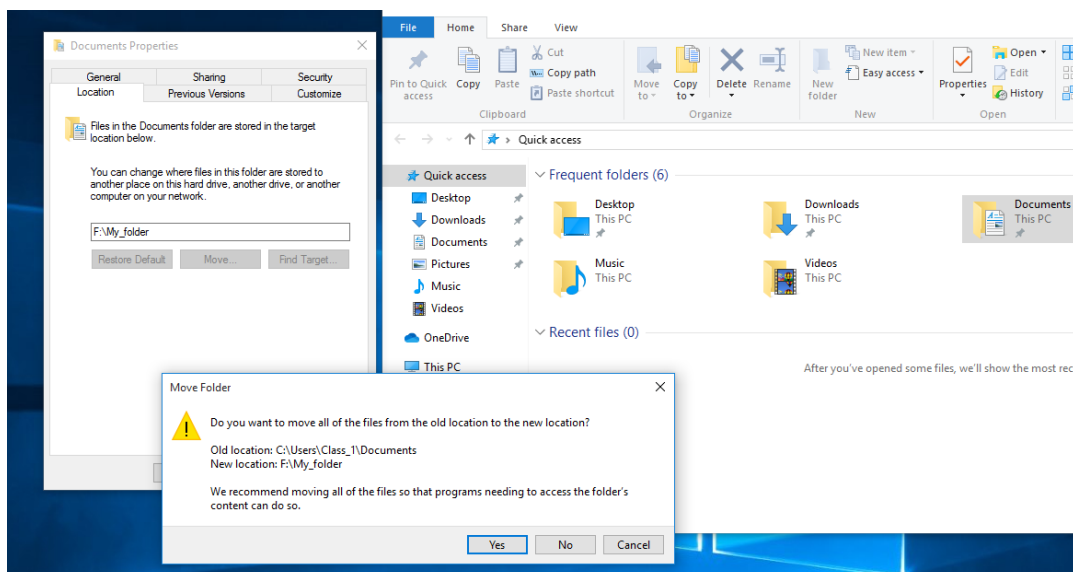 Documents Properties
General
Sharing
Security
Location
Previous Versions
Customize
Files in the Documents folder are stored in the target
location below.
You can change where files in this folder are stored to
another place on this hard drive, another drive, or another
computer on your network.
F:\My_folder
Restore Default
Move...
Find Target...
File
Home
Share
View
Pin to Quick
access
Copy
Paste
Cut
Copy path
Paste shortcut
Clipboard
Move
to
Copy
to
Delete
Rename
Organize
New
folder
New item
Easy access
New
Properties
Open
Edit
History
Open
Quick access
Quick access
Desktop
Downloads
Documents
Pictures
Music
Videos
OneDrive
This PC
Frequent folders (6)
Desktop
This PC
Downloads
This PC
Documents
This PC
Music
This PC
Videos
This PC
Recent files (0)
After you've opened some files, we'll show the most rec
Move Folder
Do you want to move all of the files from the old location to the new location?
Old location: C:\Users\Class_1\Documents
New location: F:\My_folder
We recommend moving all of the files so that programs needing to access the folder's
content can do so.
Yes
No
Cancel